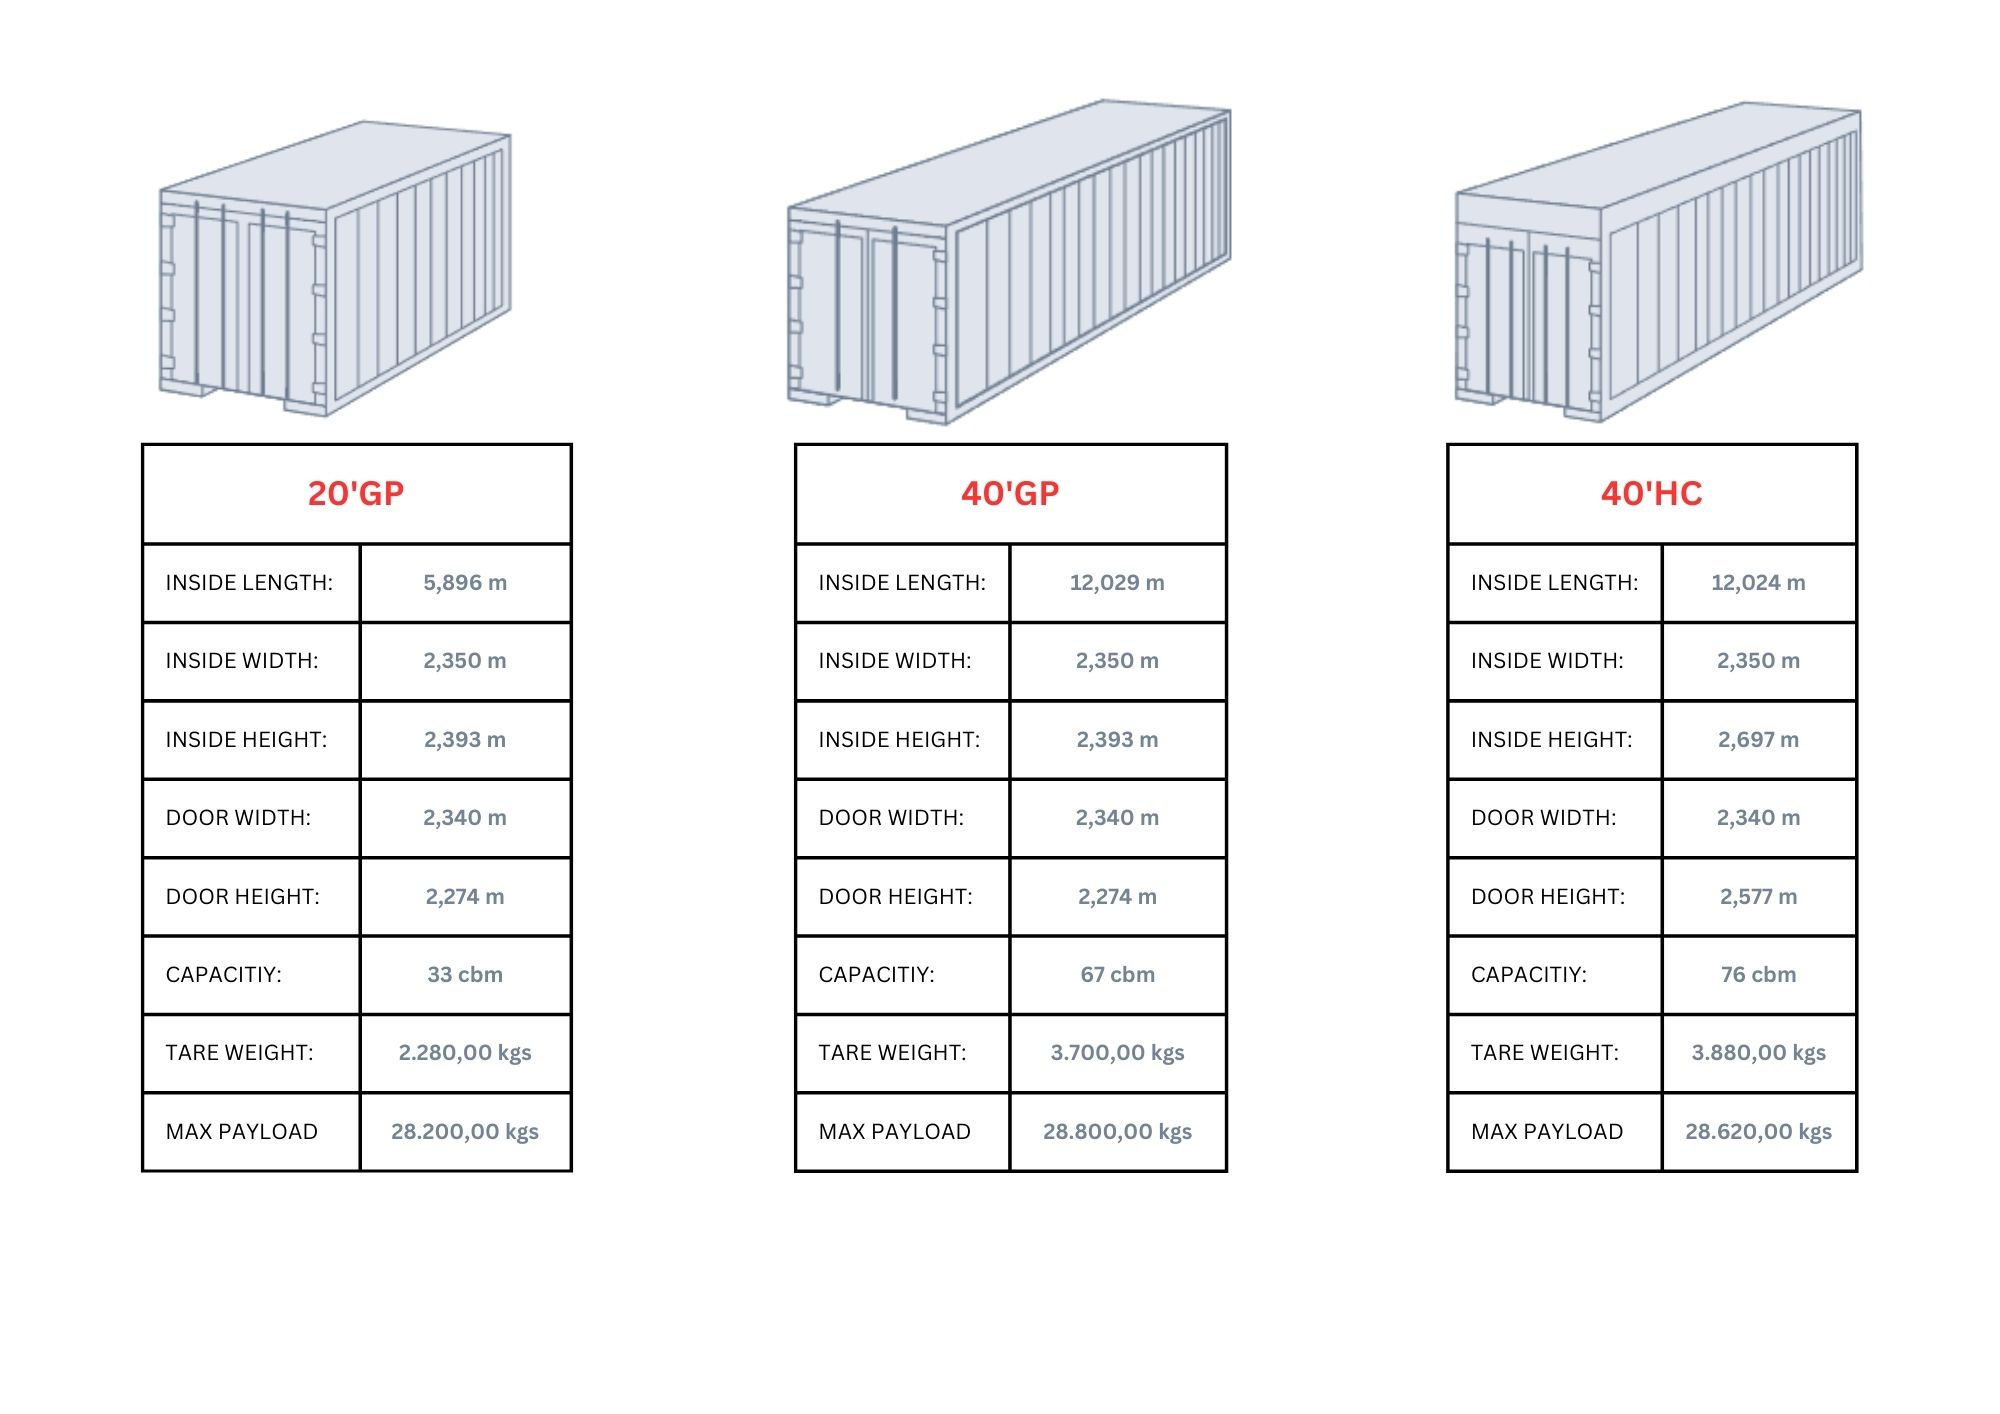 20'GP
INSIDE LENGTH: 5,896 m
INSIDE WIDTH: 2,350 m
INSIDE HEIGHT: 2,393 m
DOOR WIDTH: 2,340 m
DOOR HEIGHT: 2,274 m
CAPACITIY: 33 cbm
TARE WEIGHT: 2.280,00 kgs
MAX PAYLOAD 28.200,00 kgs
40'GP
INSIDE LENGTH: 12,029 m
INSIDE WIDTH: 2,350 m
INSIDE HEIGHT: 2,393 m
DOOR WIDTH: 2,340 m
DOOR HEIGHT: 2,274 m
CAPACITIY: 67 cbm
TARE WEIGHT: 3.700,00 kgs
MAX PAYLOAD 28.800,00 kgs
40'HC
INSIDE LENGTH: 12,024 m
INSIDE WIDTH: 2,350 m
INSIDE HEIGHT: 2,697 m
DOOR WIDTH: 2,340 m
DOOR HEIGHT: 2,577 m
CAPACITIY: 76 cbm
TARE WEIGHT: 3.880,00 kgs
MAX PAYLOAD 28.620,00 kgs